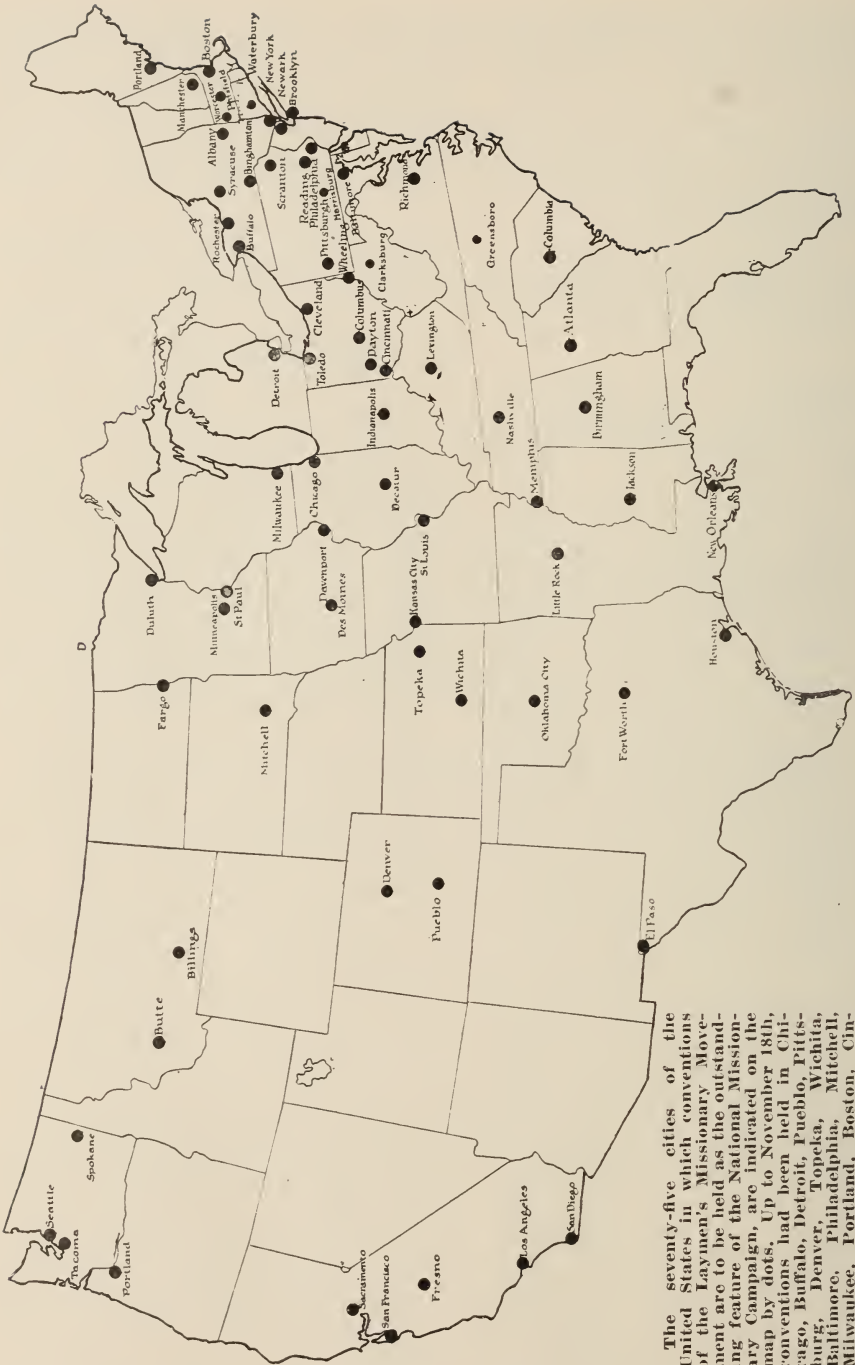 Seattle
Tacoma
Spokane
Portland
Butte
Billings
Fargo
Mitchell
D
Duluth
Minneapolis
St Paul
Milwaukee
Chicago
Davenport
Des Moines
Decatur
Detroit
Toledo
Cleveland
Columbus
Dayton
Cincinnati
Indianapolis
Lexington
Portland
Manchester
Boston
Worcester
Pittsfield
Waterbury
New York
Newark
Brooklyn
Albany
Syracuse
Binghamton
Rochester
Buffalo
Scranton
Reading
Philadelphia
Pittsburgh
Harrisburg
Baltimore
Wheeling
Clarksburg
Richmond
Greensboro
Columbia
Atlanta
Birmingham
Nashville
Memphis
Jackson
New Orleans
Little Rock
St Louis
Kansas City
Topeka
Wichita
Oklahoma City
Fort Worth
Houston
Denver
Pueblo
El Paso
Sacramento
San Francisco
Fresno
Los Angeles
San Diego
The seventy-five cities of the
United States in which conventions
of the Laymen's Missionary Move-
ment are to be held as the outstand-
ing feature of the National Mission-
ary Campaign, are indicated on the
map by dots. Up to November 18th,
conventions had been held in Chi-
cago, Buffalo, Detroit, Pueblo, Pitts-
burg, Denver, Topeka, Wichita,
Baltimore, Philadelphia, Mitchell,
Milwaukee, Portland, Boston, Cin-